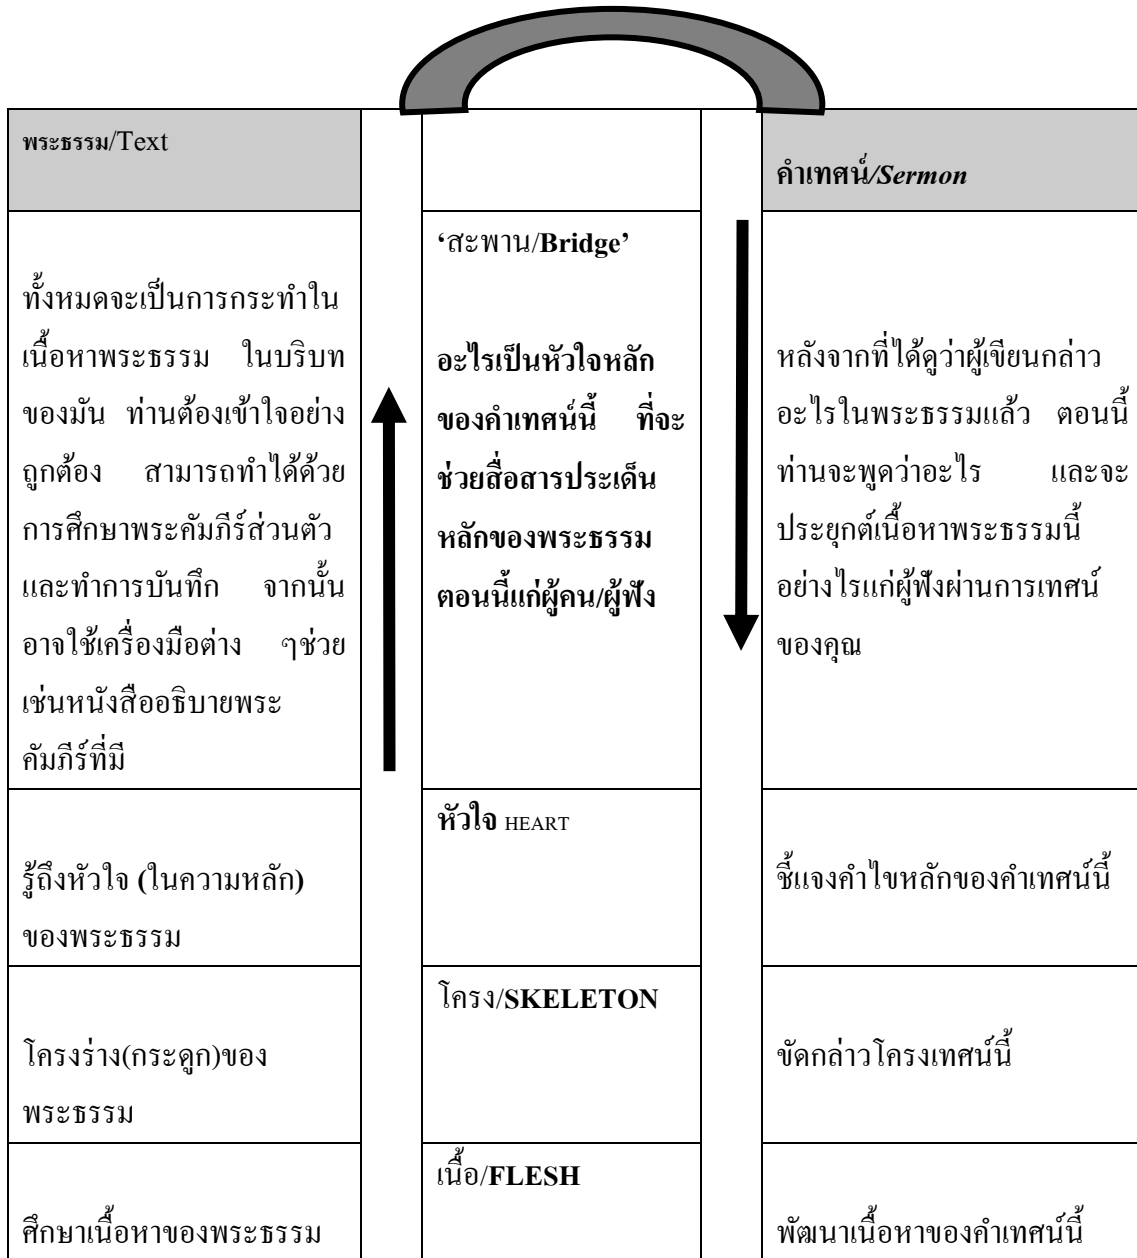 พระธรรม/Text
คำเทศน์/Sermon
ทั้งหมดจะเป็นการกระทำใน
เนื้อหาพระธรรม ในบริบท
ของมัน ท่านต้องเข้าใจอย่าง
ถูกต้อง สามารถทำได้ด้วย
การศึกษาพระคัมภีร์ส่วนตัว
และทำการบันทึก จากนั้น
อาจใช้เครื่องมือต่าง ๆช่วย
เช่นหนังสืออธิบายพระ
คัมภีร์ที่มี
‘สะพาน/Bridge’
อะไรเป็นหัวใจหลัก
ของคำเทศน์นี้ ที่จะ
ช่วยสื่อสารประเด็น
หลักของพระธรรม
ตอนนี้แก่ผู้คน/ผู้ฟัง
หลังจากที่ได้ดูว่าผู้เขียนกล่าว
อะไรในพระธรรมแล้ว ตอนนี้
ท่านจะพูดว่าอะไร และจะ
ประยุกต์เนื้อหาพระธรรมนี้
อย่างไรแก่ผู้ฟังผ่านการเทศน์
ของคุณ
รู้ถึงหัวใจ (ในความหลัก)
ของพระธรรม
หัวใจ HEART
ชี้แจงคำไขหลักของคำเทศน์นี้
โครงร่าง(กระดูก)ของ
พระธรรม
โครง/SKELETON
ขัดกล่าวโครงเทศน์นี้
ศึกษาเนื้อหาของพระธรรม
เนื้อ/FLESH
พัฒนาเนื้อหาของคำเทศน์นี้